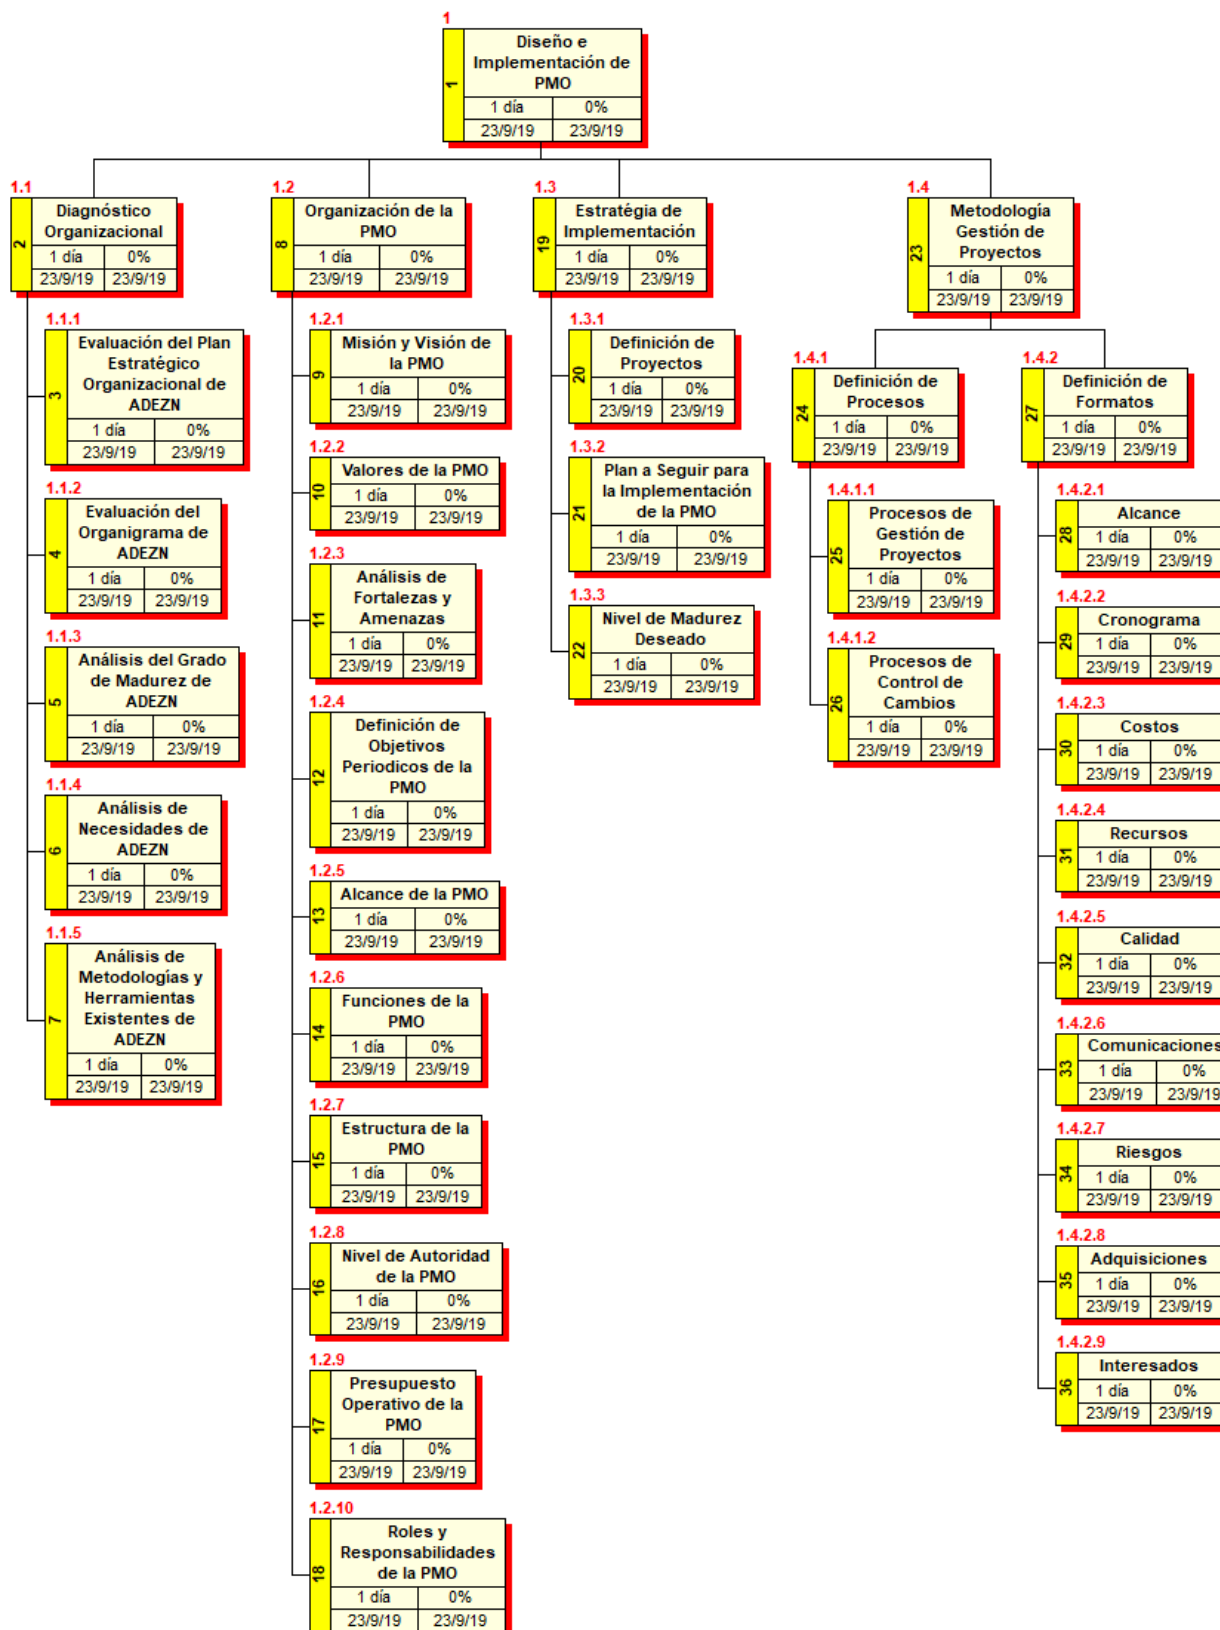 1
1
Diseño e
Implementación de
PMO
1 día 0%
23/9/19 23/9/19
1.1
2
Diagnóstico
Organizacional
1 día 0%
23/9/19 23/9/19
1.1.1
3
Evaluación del Plan
Estratégico
Organizacional de
ADEZN
1 día 0%
23/9/19 23/9/19
1.1.2
4
Evaluación del
Organigrama de
ADEZN
1 día 0%
23/9/19 23/9/19
1.1.3
5
Análisis del Grado
de Madurez de
ADEZN
1 día 0%
23/9/19 23/9/19
1.1.4
6
Análisis de
Necesidades de
ADEZN
1 día 0%
23/9/19 23/9/19
1.1.5
7
Análisis de
Metodologías y
Herramientas
Existentes de
ADEZN
1 día 0%
23/9/19 23/9/19
1.2
8
Organización de la
PMO
1 día 0%
23/9/19 23/9/19
1.2.1
9
Misión y Visión de
la PMO
1 día 0%
23/9/19 23/9/19
1.2.2
10
Valores de la PMO
1 día 0%
23/9/19 23/9/19
1.2.3
11
Análisis de
Fortalezas y
Amenazas
1 día 0%
23/9/19 23/9/19
1.2.4
12
Definición de
Objetivos
Periodicos de la
PMO
1 día 0%
23/9/19 23/9/19
1.2.5
13
Alcance de la PMO
1 día 0%
23/9/19 23/9/19
1.2.6
14
Funciones de la
PMO
1 día 0%
23/9/19 23/9/19
1.2.7
15
Estructura de la
PMO
1 día 0%
23/9/19 23/9/19
1.2.8
16
Nivel de Autoridad
de la PMO
1 día 0%
23/9/19 23/9/19
1.2.9
17
Presupuesto
Operativo de la
PMO
1 día 0%
23/9/19 23/9/19
1.2.10
18
Roles y
Responsabilidades
de la PMO
1 día 0%
23/9/19 23/9/19
1.3
19
Estratégia de
Implementación
1 día 0%
23/9/19 23/9/19
1.3.1
20
Definición de
Proyectos
1 día 0%
23/9/19 23/9/19
1.3.2
21
Plan a Seguir para
la Implementación
de la PMO
1 día 0%
23/9/19 23/9/19
1.3.3
22
Nivel de Madurez
Deseado
1 día 0%
23/9/19 23/9/19
1.4
23
Metodología
Gestión de
Proyectos
1 día 0%
23/9/19 23/9/19
1.4.1
24
Definición de
Procesos
1 día 0%
23/9/19 23/9/19
1.4.1.1
25
Procesos de
Gestión de
Proyectos
1 día 0%
23/9/19 23/9/19
1.4.1.2
26
Procesos de
Control de
Cambios
1 día 0%
23/9/19 23/9/19
1.4.2
27
Definición de
Formatos
1 día 0%
23/9/19 23/9/19
1.4.2.1
28
Alcance
1 día 0%
23/9/19 23/9/19
1.4.2.2
29
Cronograma
1 día 0%
23/9/19 23/9/19
1.4.2.3
30
Costos
1 día 0%
23/9/19 23/9/19
1.4.2.4
31
Recursos
1 día 0%
23/9/19 23/9/19
1.4.2.5
32
Calidad
1 día 0%
23/9/19 23/9/19
1.4.2.6
33
Comunicaciones
1 día 0%
23/9/19 23/9/19
1.4.2.7
34
Riesgos
1 día 0%
23/9/19 23/9/19
1.4.2.8
35
Adquisiciones
1 día 0%
23/9/19 23/9/19
1.4.2.9
36
Interesados
1 día 0%
23/9/19 23/9/19